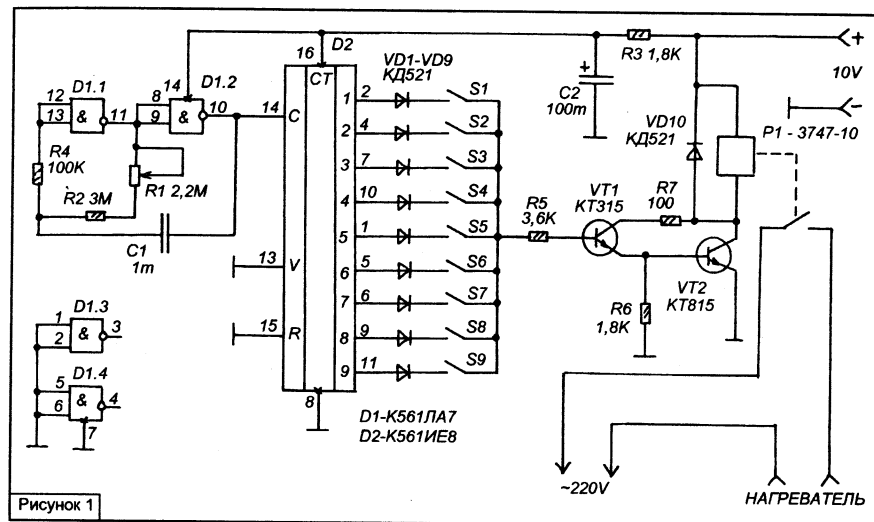 16
D2
R3 1,8K
+
14
D1.2
CT
VD1-VD9
КД521
10V
D1.1
C2
100m
-
12
13
&
11
8
9
&
10
14
C
VD10
КД521
P1 - 3747-10
1 2 S1
2 4 S2
3 7 S3
4 10 S4
5 1 S5
6 5 S6
7 6 S7
8 9 S8
9 11 S9
R4
100K
R2 3M
R1 2,2M
C1
1m
13
V
15
R
8
R5
3,6K
VT1
КТ315
R7
100
VT2
КТ815
R6
1,8K
D1.3
1
2
&
3
D1.4
5
6
&
4
7
D1-К561ЛА7
D2-К561ИЕ8
~220V
НАГРЕВАТЕЛЬ
Рисунок 1